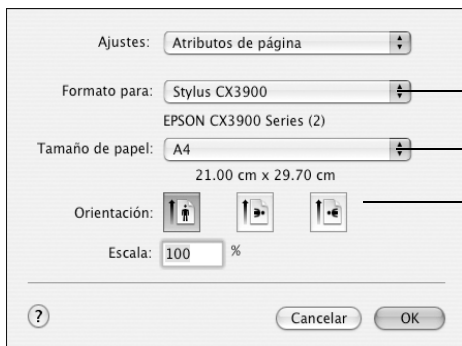 Ajustes: Atributos de página
Formato para: Stylus CX3900
EPSON CX3900 Series (2)
Tamaño de papel: A4
21.00 cm x 29.70 cm
Orientación:
Escala: 100 %
? Cancelar OK